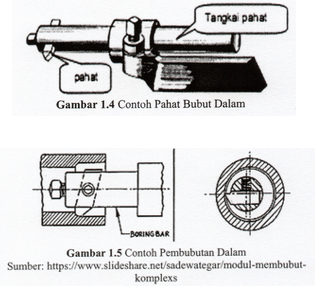 Tangkai pahat
pahat
Gambar 1.4 Contoh Pahat Bubut Dalam
BORING BAR
Gambar 1.5 Contoh Pembubutan Dalam
Sumber: https://www.slideshare.net/sadewategar/modul-membubut-
komplexs